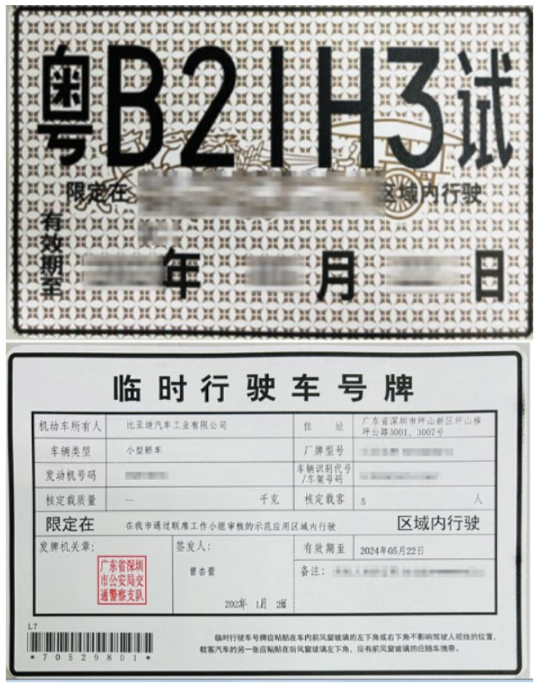 粤B21H3试
限定在 区域内行驶
有效期至 年 月 日
临时行驶车号牌
机动车所有人 比亚迪汽车工业有限公司 住 址 广东省深圳市坪山新区坪山横
坪公路3001、3007号
车辆类型 小型轿车 厂牌型号
发动机号码 车辆识别代号
/车架号码
核定载质量 — 千克 核定载客 5 人
限定在 在我市通过联席工作小组审核的示范应用区域内行驶 区域内行驶
发牌机关章: 签发人: 有效期至 2024年05月22日
广东省深圳
市公安局交
通警察支队
曾杏蕾 备注:
1月
L7
*70529801*
临时行驶车号牌应粘贴在车内前风窗玻璃的左下角或右下角不影响驾驶人视线的位置,
载客汽车的另一张应粘贴在后风窗玻璃左下角,没有前风窗玻璃的应随车携带。